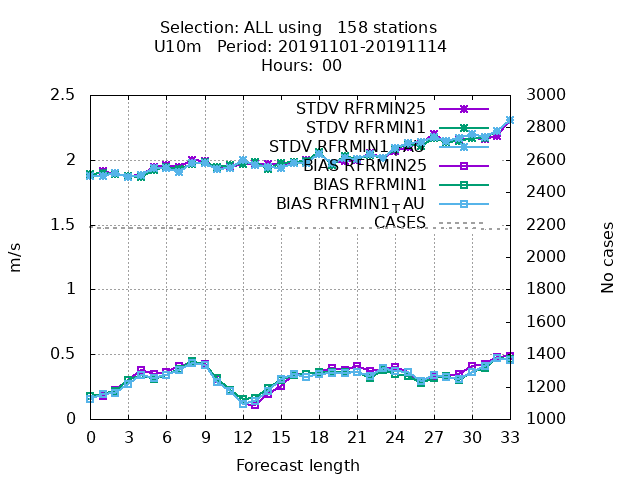 Selection: ALL using   158 stations
U10m   Period: 20191101-20191114
Hours: 00
STDV RFRMIN25
STDV RFRMIN1
STDV RFRMIN1_AU
BIAS RFRMIN25
BIAS RFRMIN1
BIAS RFRMIN1_TAU
CASES
m/s
0
0.5
1
1.5
2
2.5
No cases
1000
1200
1400
1600
1800
2000
2200
2400
2600
2800
3000
0 3 6 9 12 15 18 21 24 27 30 33
Forecast length